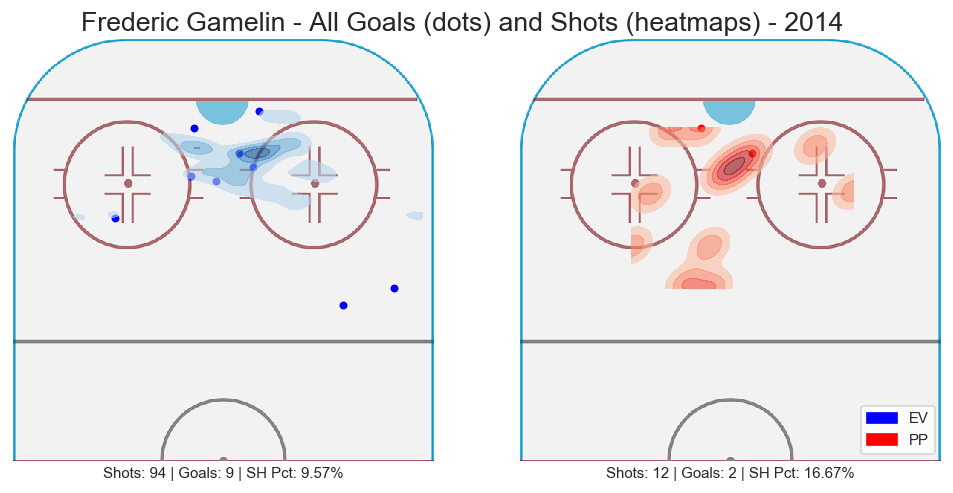 Frederic Gamelin - All Goals (dots) and Shots (heatmaps) - 2014
EV
PP
Shots: 94 | Goals: 9 | SH Pct: 9.57%
Shots: 12 | Goals: 2 | SH Pct: 16.67%